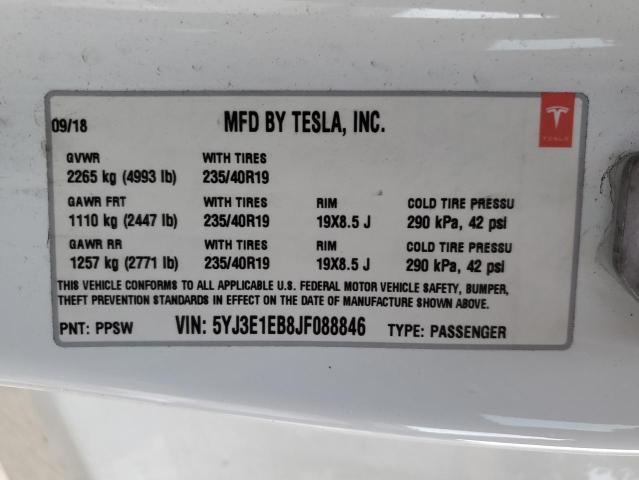 09/18 MFD BY TESLA, INC.
TESLA
GVWR WITH TIRES
2265 kg (4993 lb) 235/40R19
GAWR FRT WITH TIRES RIM COLD TIRE PRESSU
1110 kg (2447 lb) 235/40R19 19X8.5 J 290 kPa, 42 psi
GAWR RR WITH TIRES RIM COLD TIRE PRESSU
1257 kg (2771 lb) 235/40R19 19X8.5 J 290 kPa, 42 psi
THIS VEHICLE CONFORMS TO ALL APPLICABLE U.S. FEDERAL MOTOR VEHICLE SAFETY, BUMPER,
THEFT PREVENTION STANDARDS IN EFFECT ON THE DATE OF MANUFACTURE SHOWN ABOVE.
PNT: PPSW VIN: 5YJ3E1EB8JF088846 TYPE: PASSENGER